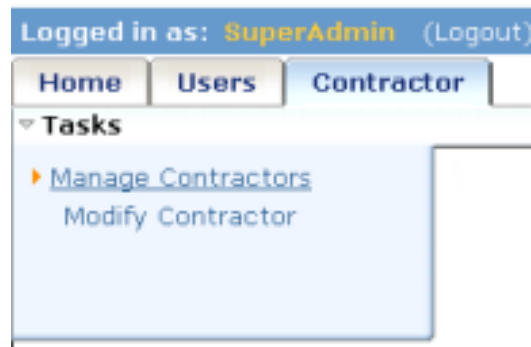 Logged in as: SuperAdmin (Logout)
Home Users Contractor
Tasks
Manage Contractors
Modify Contractor